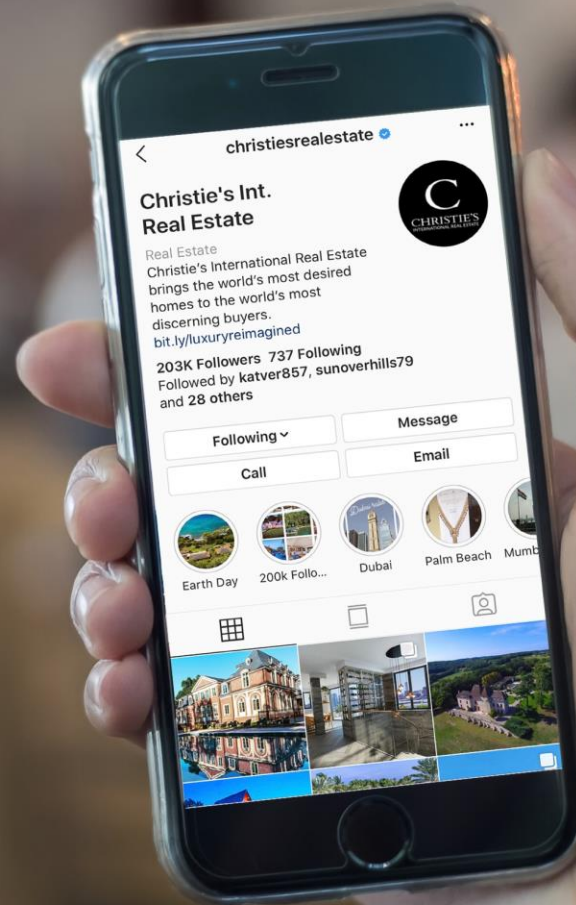 christiesrealestate
Christie's Int.
Real Estate
C
CHRISTIE'S
INTERNATIONAL REAL ESTATE
Real Estate
Christie's International Real Estate
brings the world's most desired
homes to the world's most
discerning buyers.
bit.ly/luxuryreimagined
203K Followers 737 Following
Followed by katver857, sunoverhills79
and 28 others
Following
Message
Call
Email
Earth Day
200k Follo...
Dubai
Palm Beach
Mumb